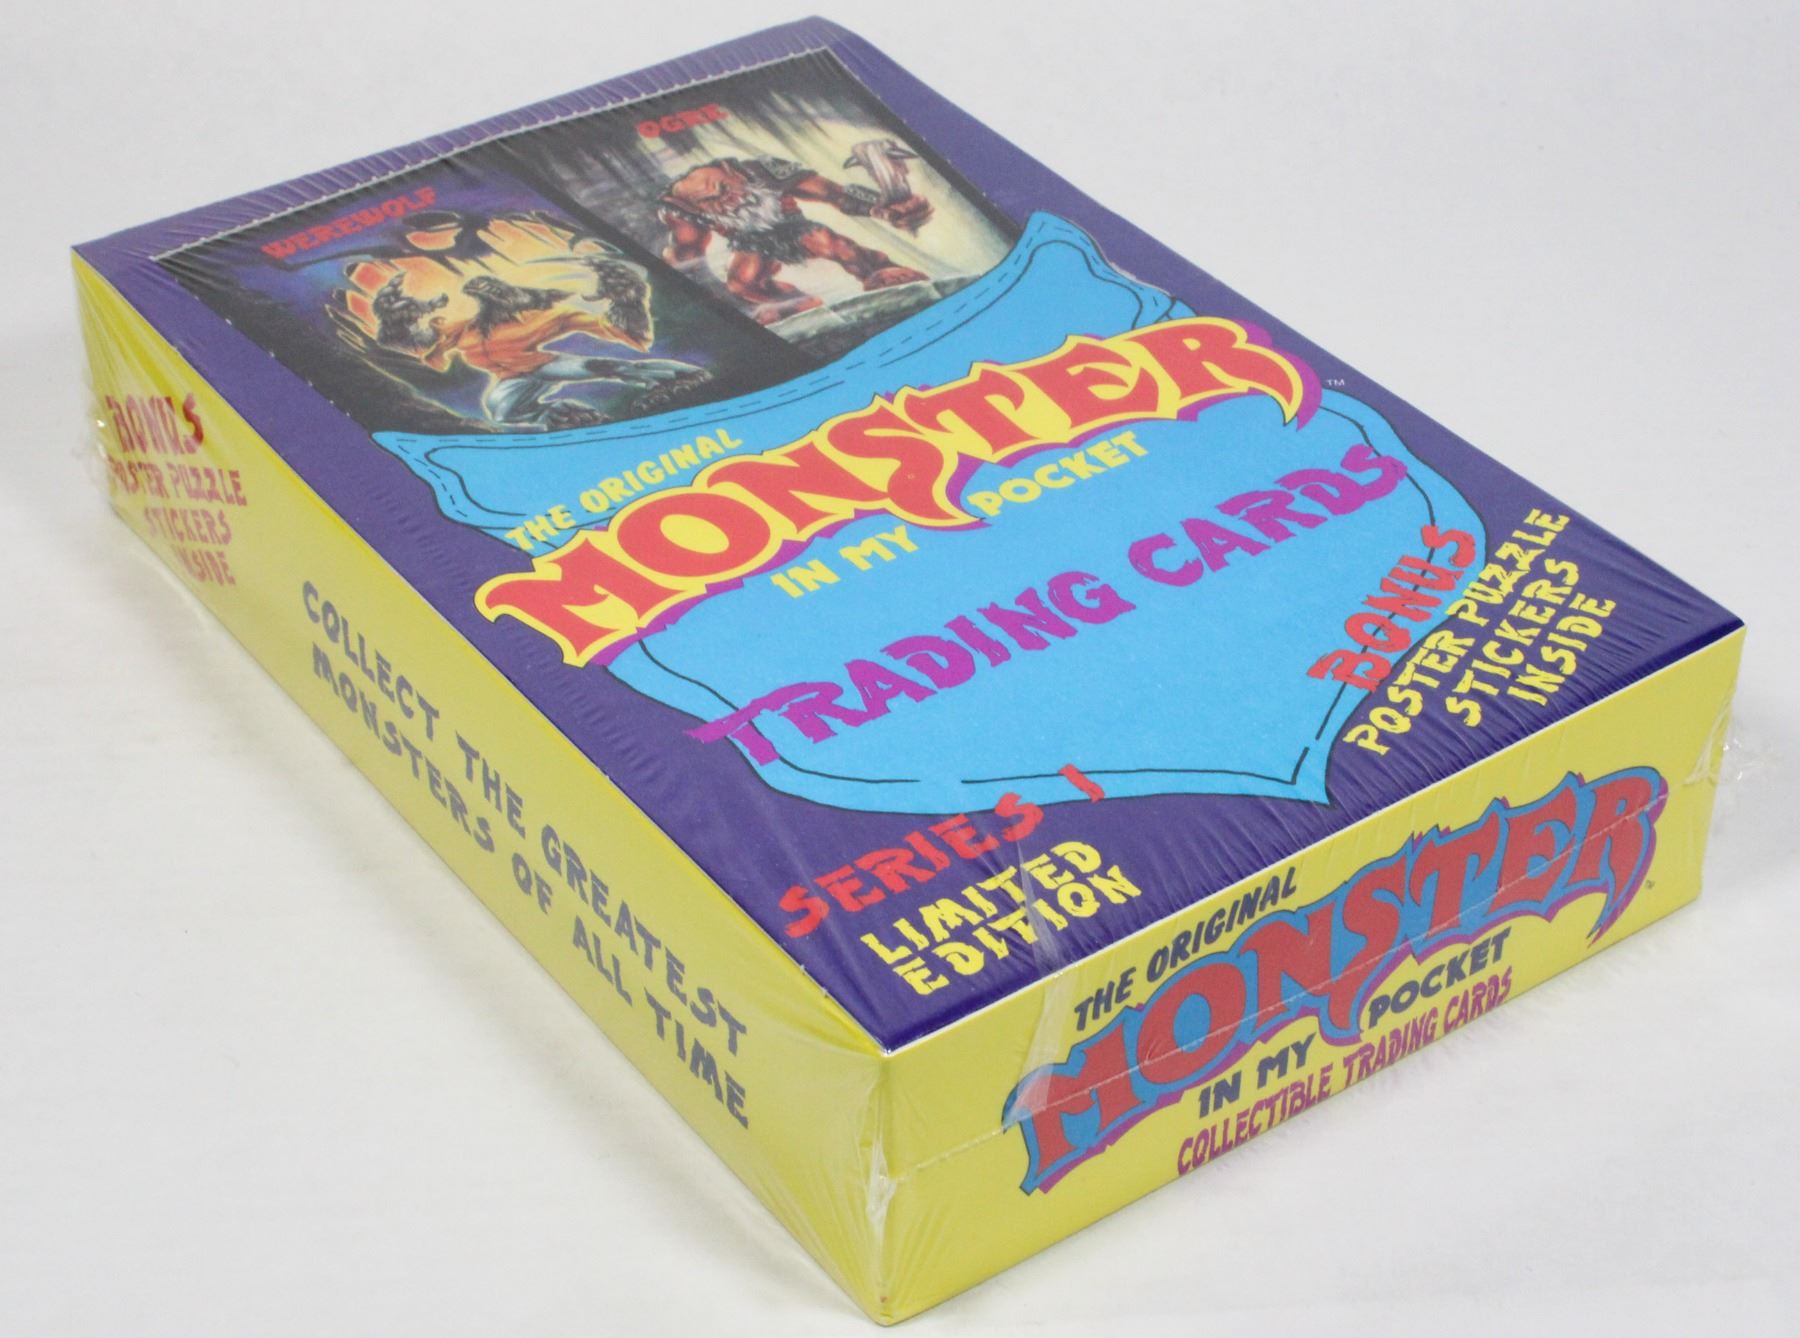 WEREWOLF
OGRE
THE ORIGINAL
MONSTER
IN MY POCKET
TM
TRADING CARDS
BONUS
POSTER PUZZLE
STICKERS
INSIDE
SERIES 1
LIMITED
EDITION
BONUS
POSTER PUZZLE
STICKERS
INSIDE
COLLECT THE GREATEST
MONSTERS OF ALL TIME
THE ORIGINAL
MONSTER
TM
IN MY POCKET
COLLECTIBLE TRADING CARDS